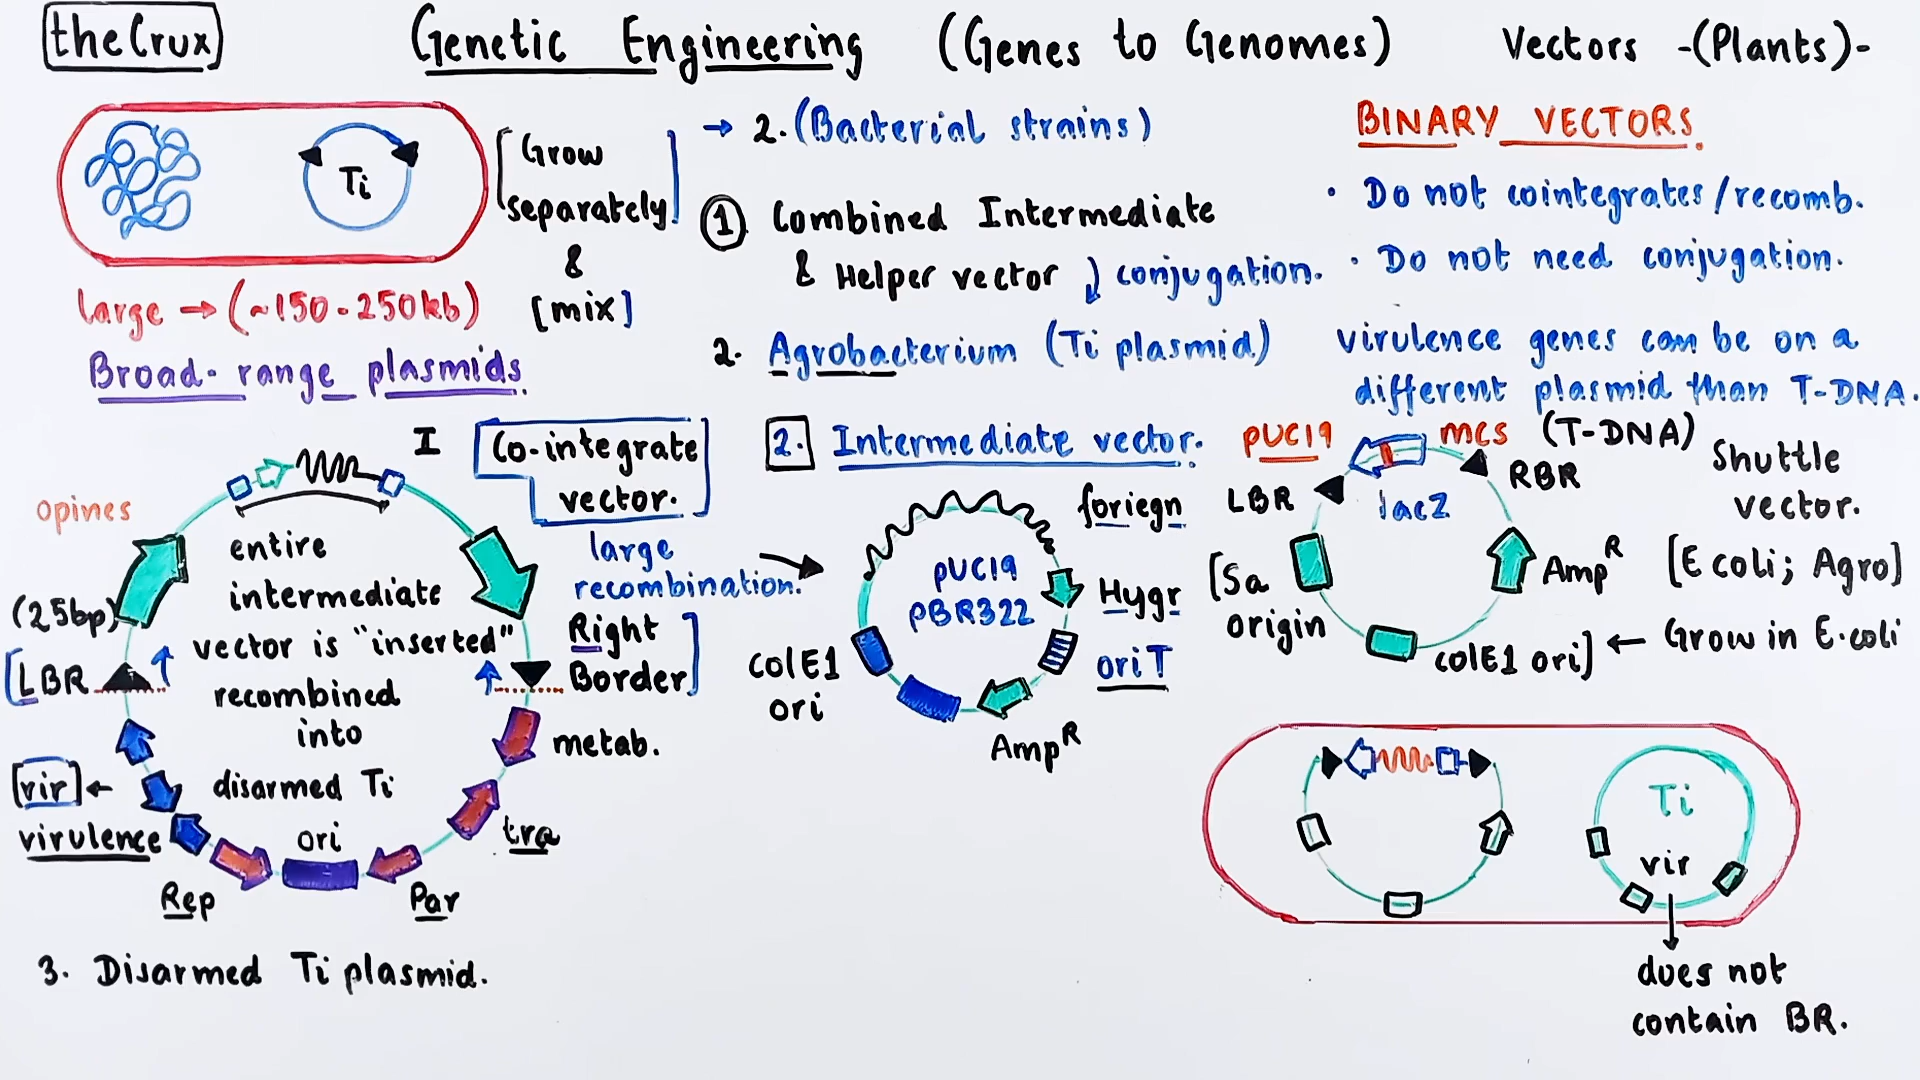 theCrux
Genetic Engineering (Genes to Genomes) Vectors -(Plants)-
Ti
[Grow
separately]
&
[mix]
large → (~150-250kb)
Broad-range plasmids.
→ 2. (Bacterial strains)
① Combined Intermediate
& Helper vector conjugation.
2. Agrobacterium (Ti plasmid)
BINARY VECTORS.
• Do not cointegrates/recomb.
• Do not need conjugation.
virulence genes can be on a
different plasmid than T-DNA.
I
Co-integrate
vector.
large
recombination.
opines
(25bp)
[LBR
entire
intermediate
vector is "inserted"
recombined
into
disarmed Ti
Right
Border]
[vir] ←
virulence
Rep
ori
Par
tra
metab.
3. Disarmed Ti plasmid.
2. Intermediate vector.
foriegn
pUC19
pBR322
Hygr
oriT
colE1
ori
Amp^R
pUC19
mcs (T-DNA)
LBR
lacZ
RBR
Shuttle
vector.
[Sa
origin
Amp^R
[E coli; Agro]
colE1 ori] ← Grow in E.coli
Ti
vir
does not
contain BR.